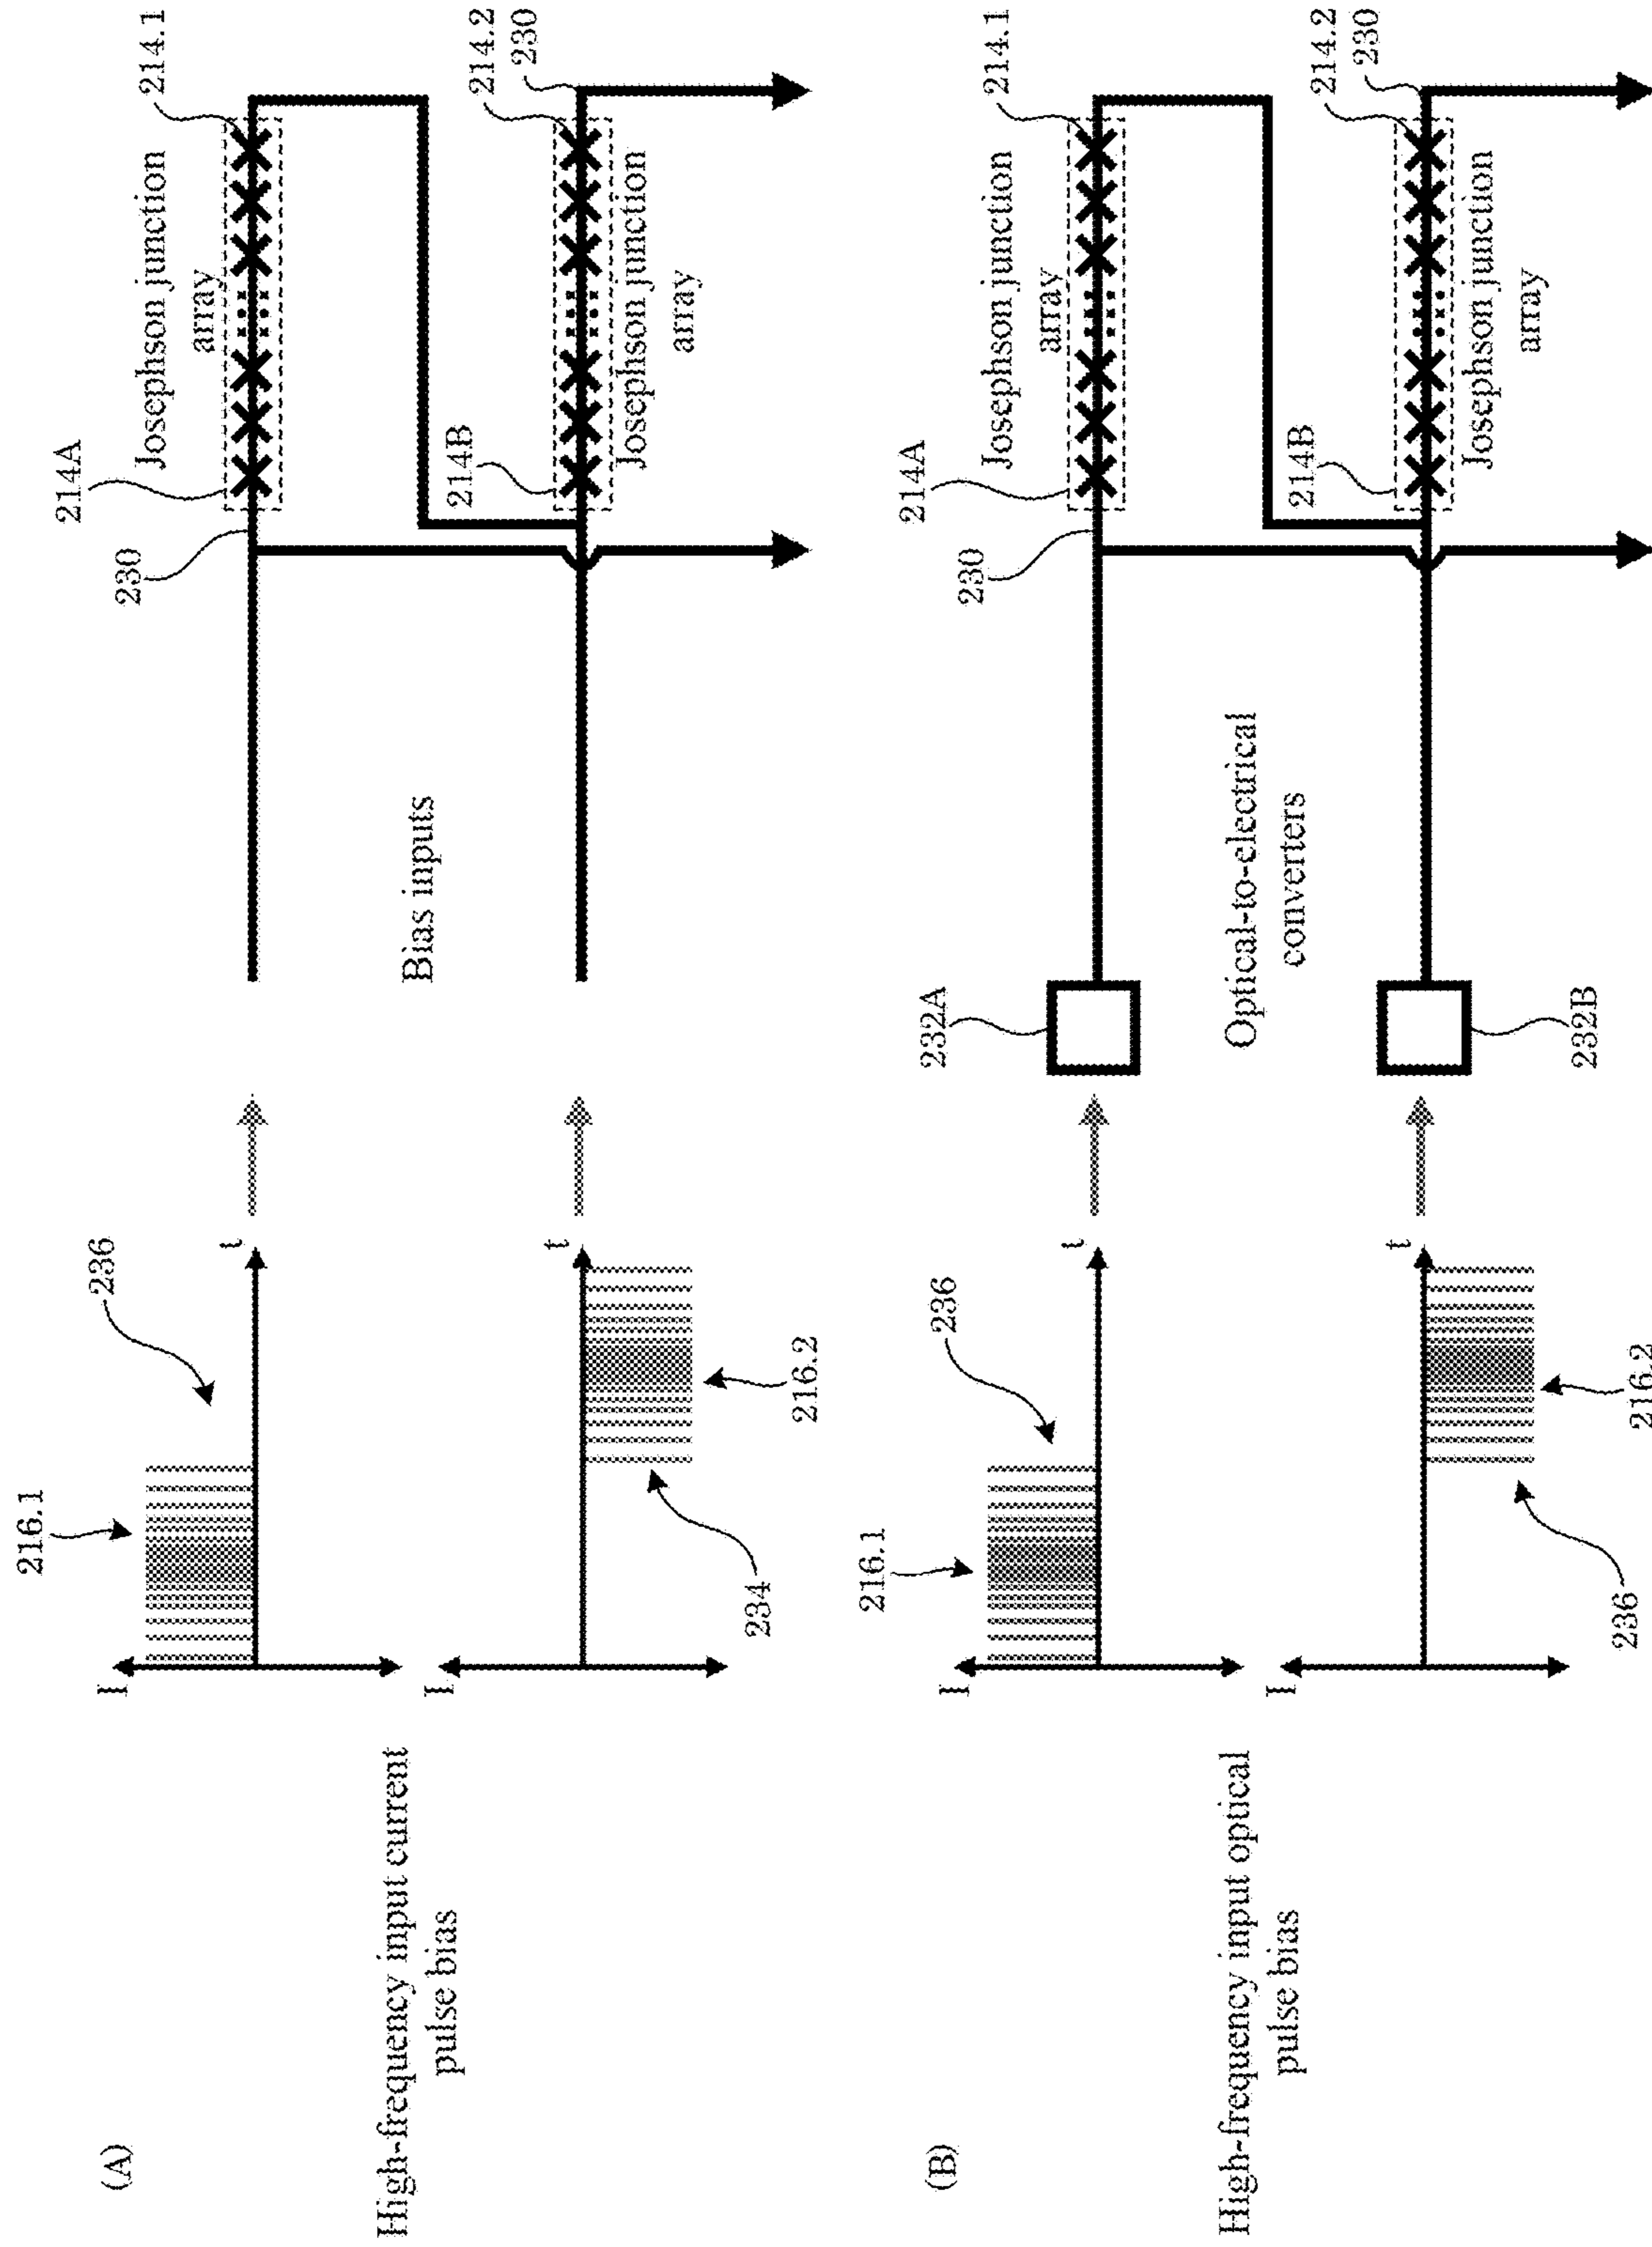 (A)
216.1
236
I
t
High-frequency input current
pulse bias
I
t
234
216.2
Bias inputs
230
214A
Josephson junction
array
214.1
214B
214.2
230
Josephson junction
array
(B)
216.1
236
I
t
High-frequency input optical
pulse bias
I
t
236
216.2
232A
Optical-to-electrical
converters
232B
230
214A
Josephson junction
array
214.1
214B
214.2
230
Josephson junction
array